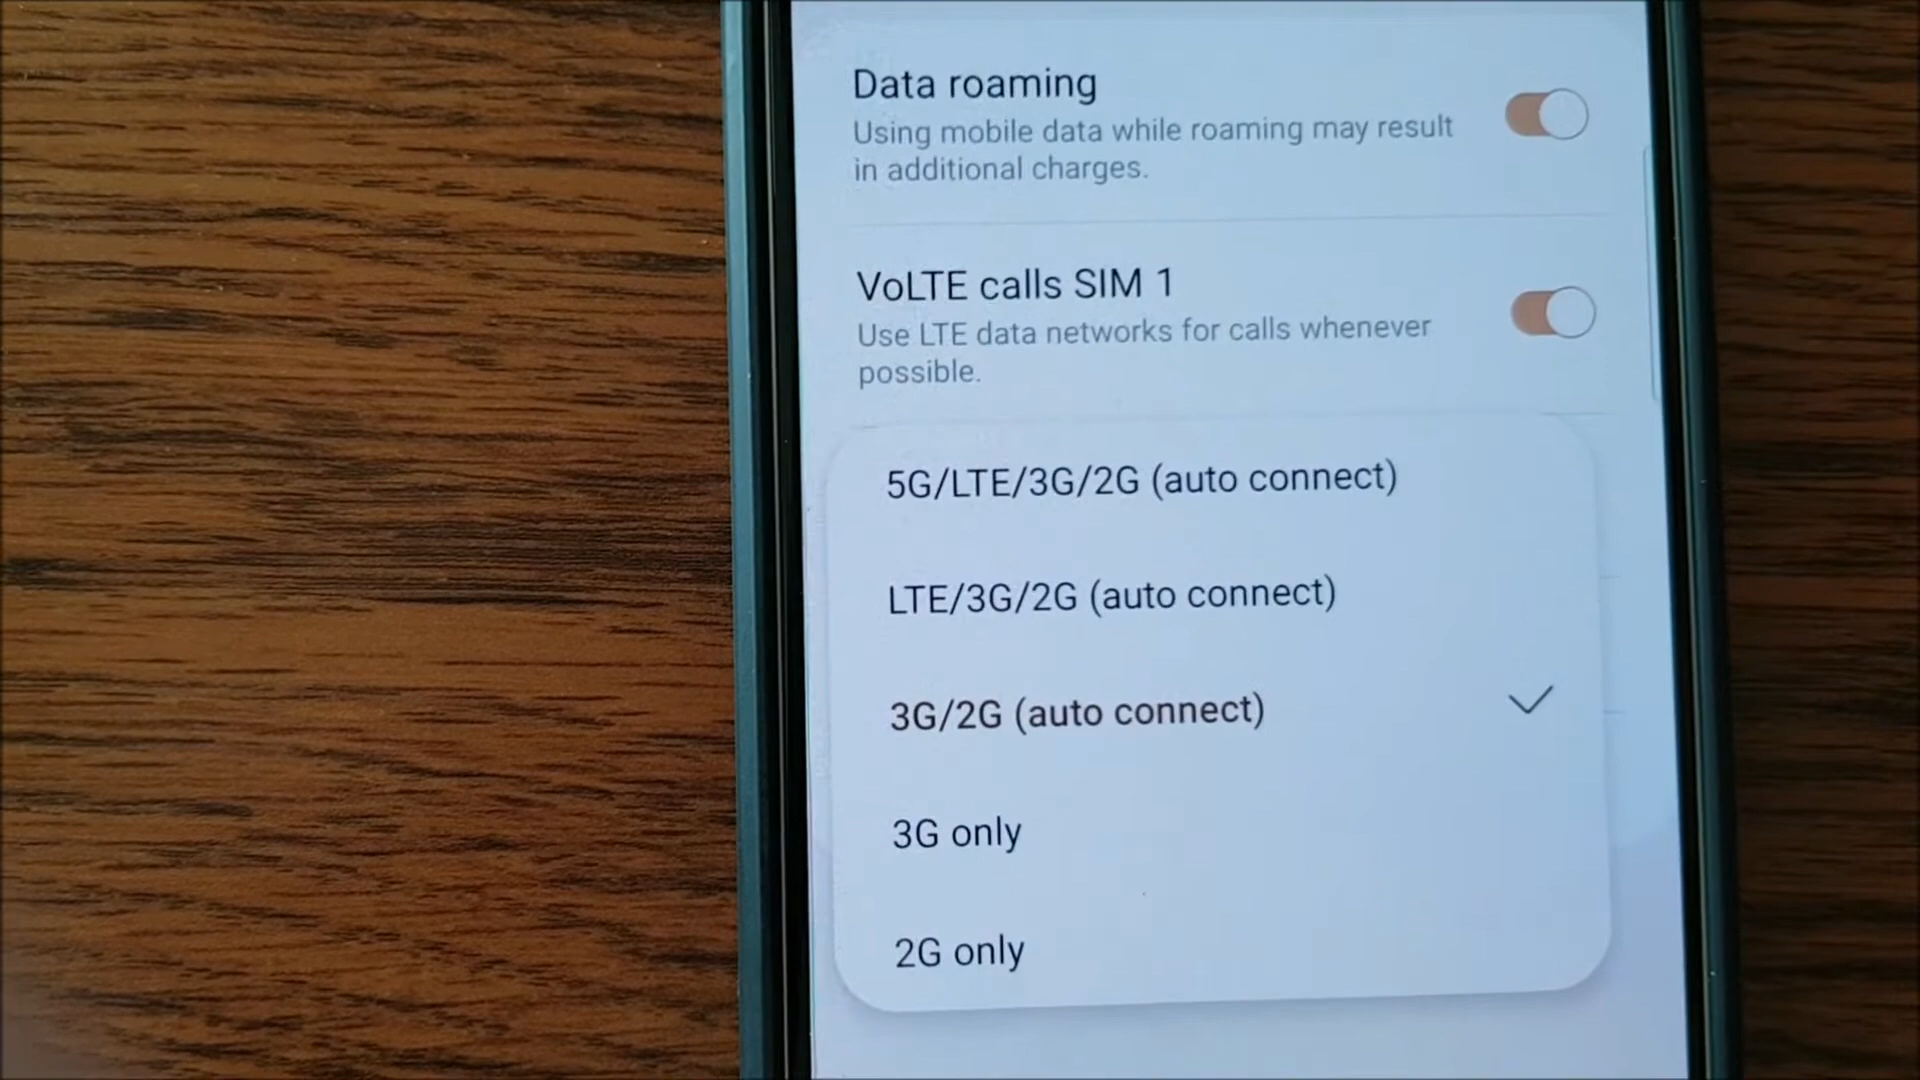 Data roaming
Using mobile data while roaming may result
in additional charges.
VoLTE calls SIM 1
Use LTE data networks for calls whenever
possible.
5G/LTE/3G/2G (auto connect)
LTE/3G/2G (auto connect)
3G/2G (auto connect)
3G only
2G only